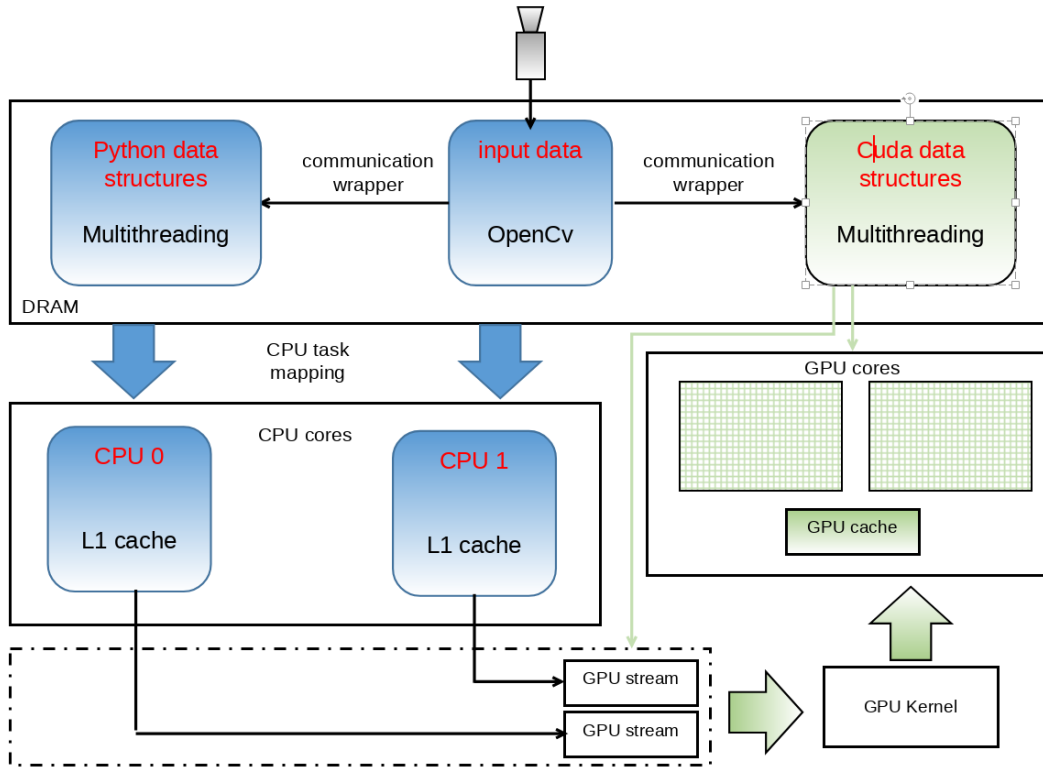 Python data
structures
Multithreading
communication
wrapper
input data
OpenCv
communication
wrapper
Cuda data
structures
Multithreading
DRAM
CPU task
mapping
GPU cores
GPU cache
CPU cores
CPU 0
L1 cache
CPU 1
L1 cache
GPU stream
GPU stream
GPU Kernel